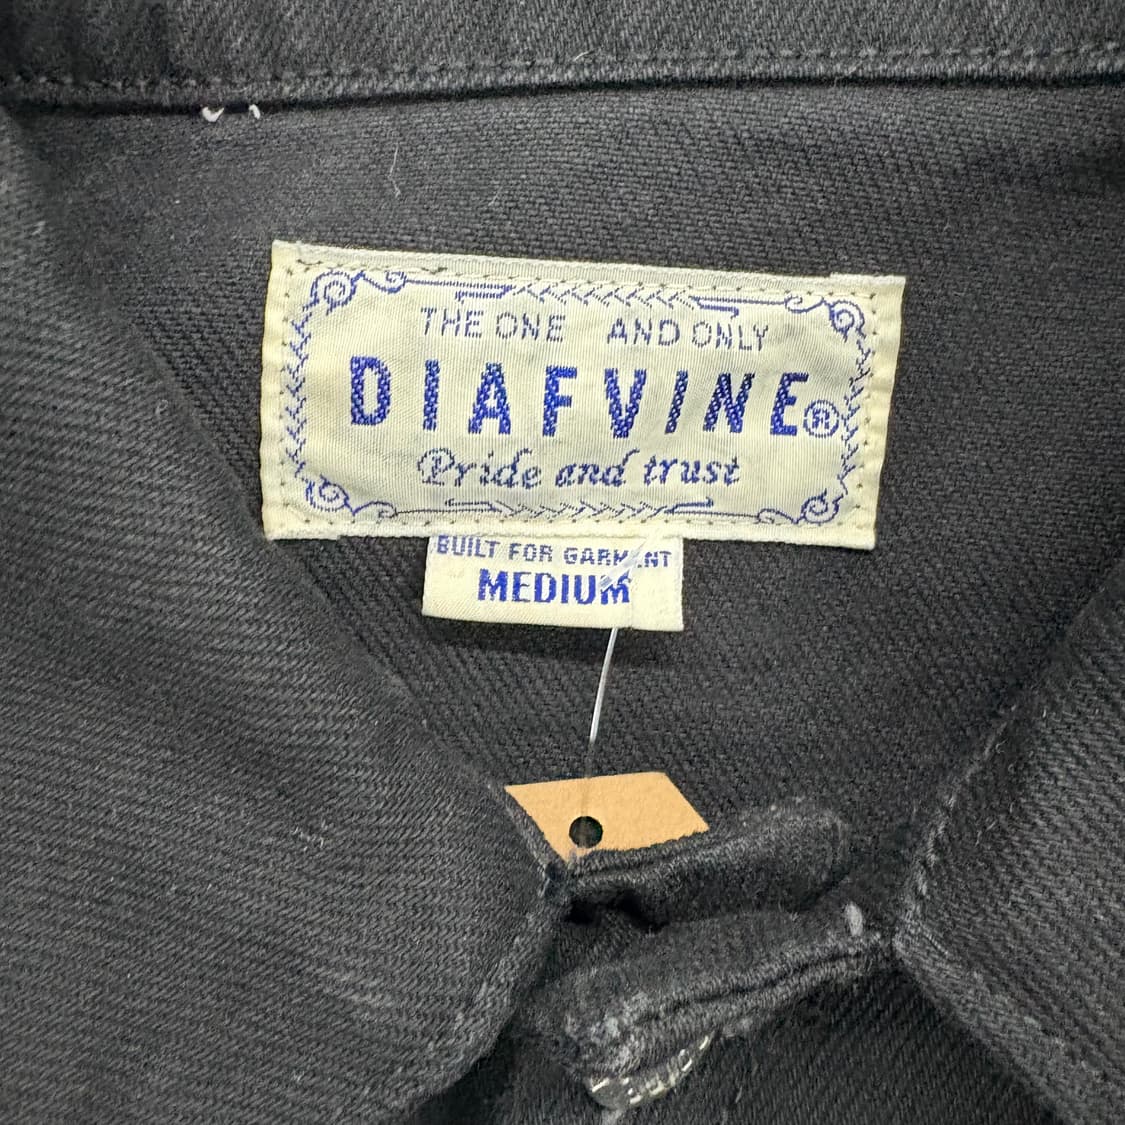 THE ONE AND ONLY
DIAFVINE®
Pride and trust
BUILT FOR GARMENT
MEDIUM